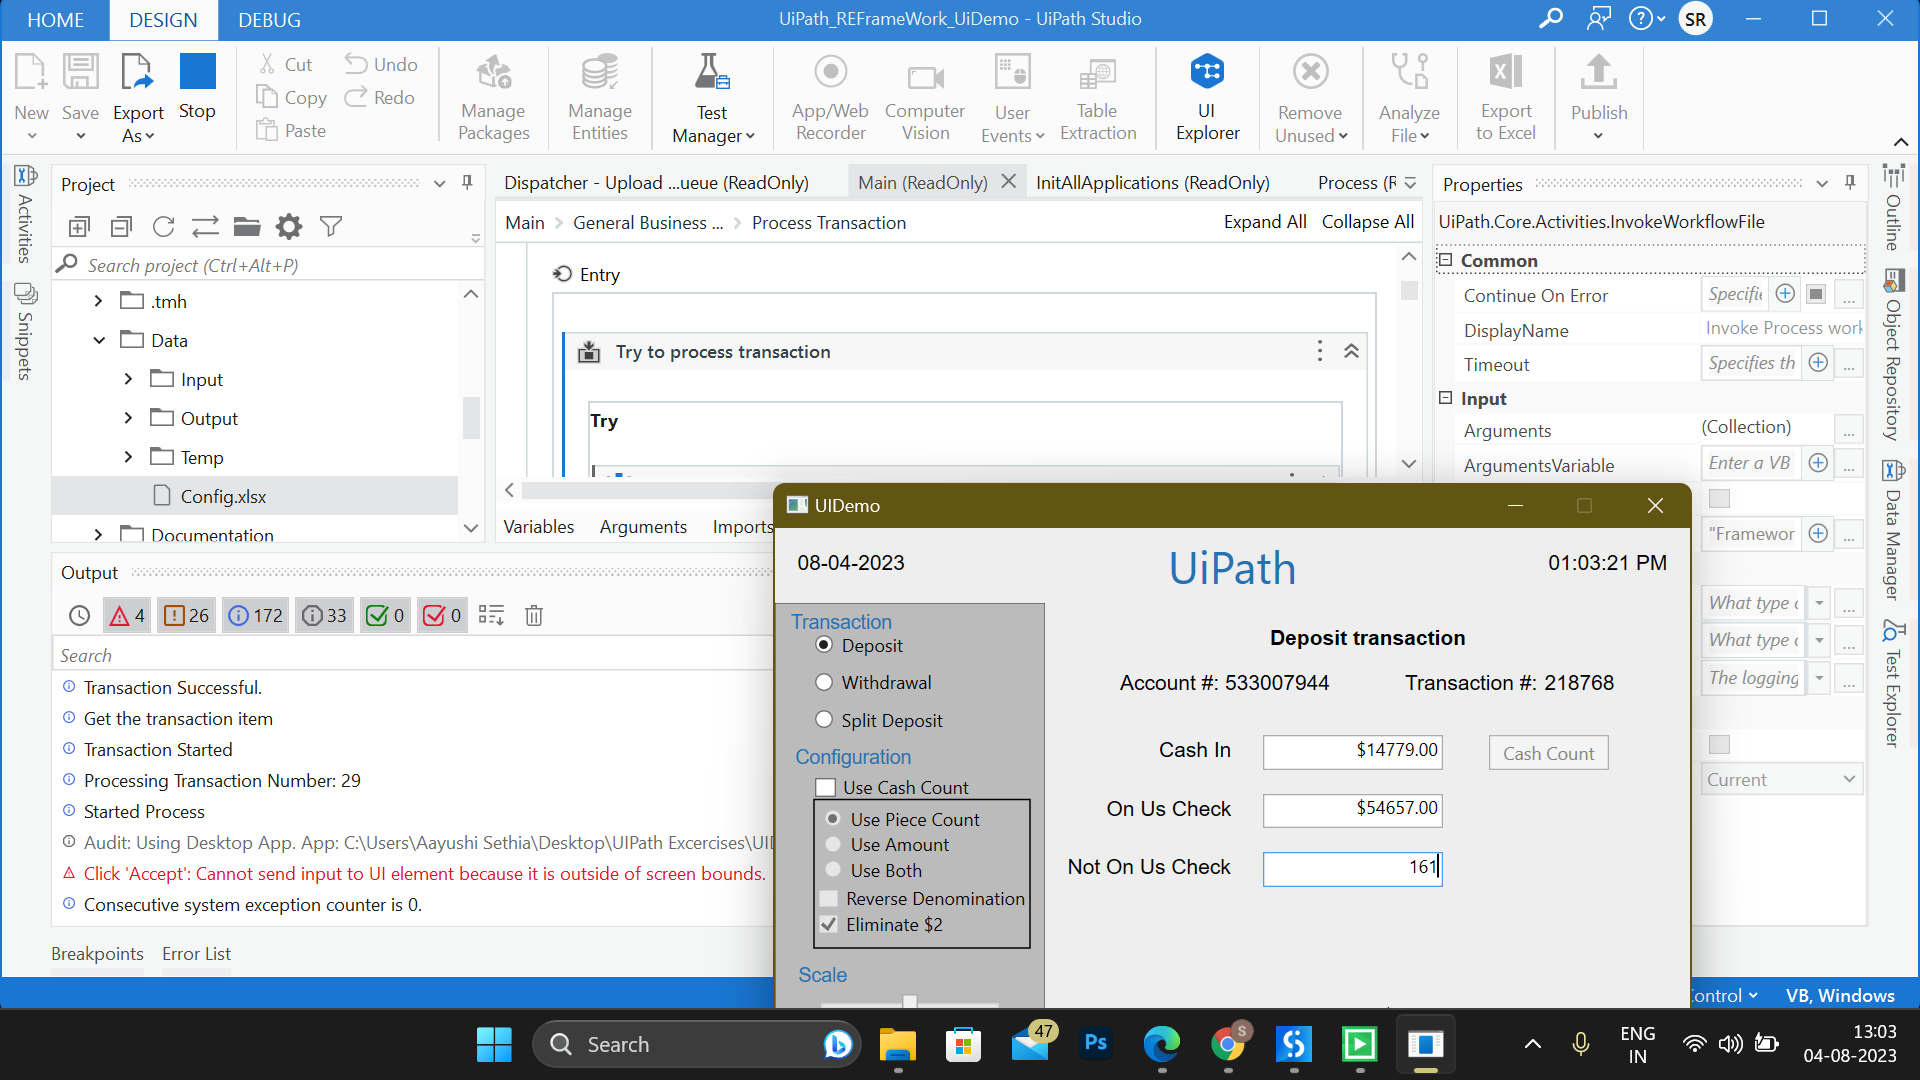 HOME DESIGN DEBUG UiPath_REFrameWork_UiDemo - UiPath Studio SR
New Save Export As Stop Cut Copy Paste Undo Redo Manage Packages Manage Entities Test Manager App/Web Recorder Computer Vision User Events Table Extraction UI Explorer Remove Unused Analyze File Export to Excel Publish
Activities
Snippets
Project
Search project (Ctrl+Alt+P)
.tmh
Data
Input
Output
Temp
Config.xlsx
Documentation
Dispatcher - Upload ...ueue (ReadOnly) Main (ReadOnly) InitAllApplications (ReadOnly) Process (R
Main General Business ... Process Transaction Expand All Collapse All
Entry
Try to process transaction
Try
Variables Arguments Imports
Properties
UiPath.Core.Activities.InvokeWorkflowFile
Common
Continue On Error Specifie ...
DisplayName Invoke Process work
Timeout Specifies th ...
Input
Arguments (Collection) ...
ArgumentsVariable Enter a VB ...
"Framewor ...
What type o ...
What type o ...
The logging ...
Current
Outline
Object Repository
Data Manager
Test Explorer
Output
4 26 172 33 0 0
Search
Transaction Successful.
Get the transaction item
Transaction Started
Processing Transaction Number: 29
Started Process
Audit: Using Desktop App. App: C:\Users\Aayushi Sethia\Desktop\UIPath Excercises\UID
Click 'Accept': Cannot send input to UI element because it is outside of screen bounds.
Consecutive system exception counter is 0.
Breakpoints Error List
UIDemo
08-04-2023 UiPath 01:03:21 PM
Transaction
Deposit
Withdrawal
Split Deposit
Configuration
Use Cash Count
Use Piece Count
Use Amount
Use Both
Reverse Denomination
Eliminate $2
Scale
Deposit transaction
Account #: 533007944 Transaction #: 218768
Cash In $14779.00 Cash Count
On Us Check $54657.00
Not On Us Check 161
ontrol VB, Windows
Search 47 Ps S ENG IN 13:03 04-08-2023